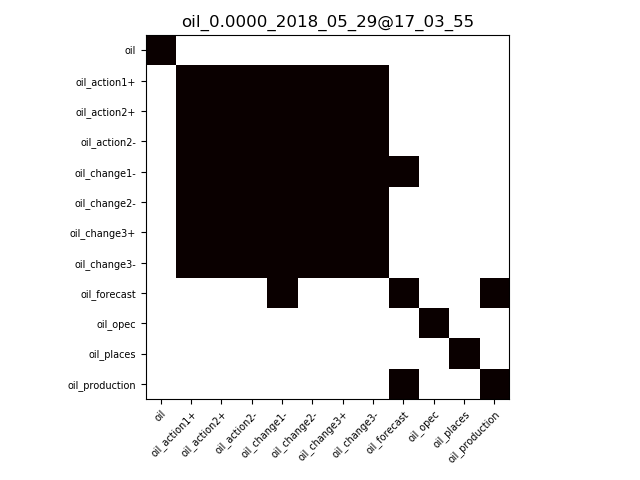 oil_0.0000_2018_05_29@17_03_55
oil
oil_action1+
oil_action2+
oil_action2-
oil_change1-
oil_change2-
oil_change3+
oil_change3-
oil_forecast
oil_opec
oil_places
oil_production
oil
oil_action1+
oil_action2+
oil_action2-
oil_change1-
oil_change2-
oil_change3+
oil_change3-
oil_forecast
oil_opec
oil_places
oil_production